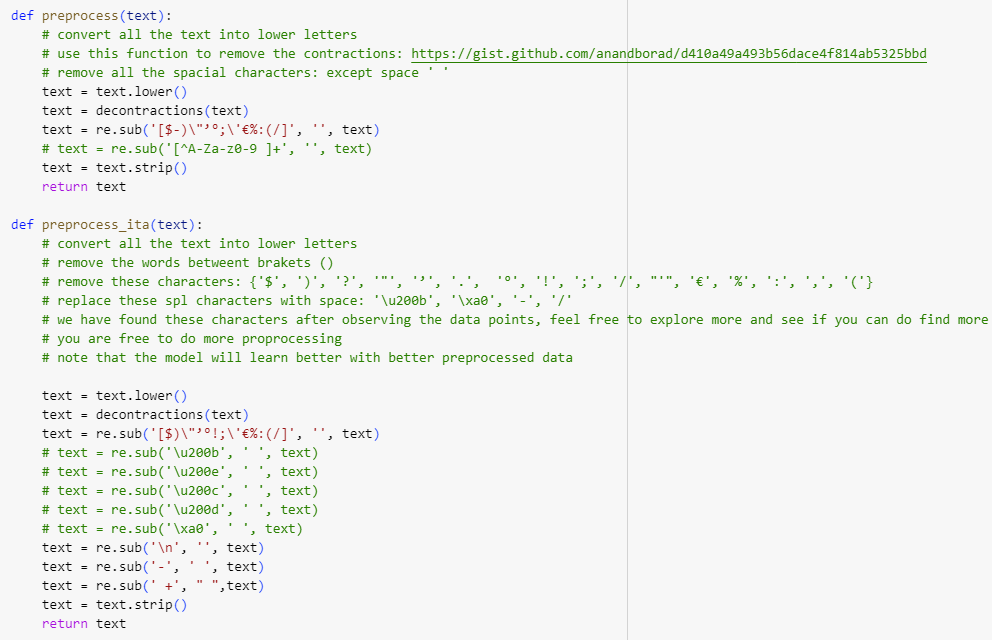 def preprocess(text):
    # convert all the text into lower letters
    # use this function to remove the contractions: https://gist.github.com/anandborad/d410a49a493b56dace4f814ab5325bbd
    # remove all the spacial characters: except space ' '
    text = text.lower()
    text = decontractions(text)
    text = re.sub('[$-)\"’°;\'€%:(/]', '', text)
    # text = re.sub('[^A-Za-z0-9 ]+', '', text)
    text = text.strip()
    return text

def preprocess_ita(text):
    # convert all the text into lower letters
    # remove the words betweent brakets ()
    # remove these characters: {'$', ')', '?', '"', '’', '.',  '°', '!', ';', '/', "'", '€', '%', ':', ',', '('}
    # replace these spl characters with space: '\u200b', '\xa0', '-', '/'
    # we have found these characters after observing the data points, feel free to explore more and see if you can do find more
    # you are free to do more proprocessing
    # note that the model will learn better with better preprocessed data

    text = text.lower()
    text = decontractions(text)
    text = re.sub('[$)\"’°!;\'€%:(/]', '', text)
    # text = re.sub('\u200b', ' ', text)
    # text = re.sub('\u200e', ' ', text)
    # text = re.sub('\u200c', ' ', text)
    # text = re.sub('\u200d', ' ', text)
    # text = re.sub('\xa0', ' ', text)
    text = re.sub('\n', '', text)
    text = re.sub('-', ' ', text)
    text = re.sub(' +', " ",text)
    text = text.strip()
    return text